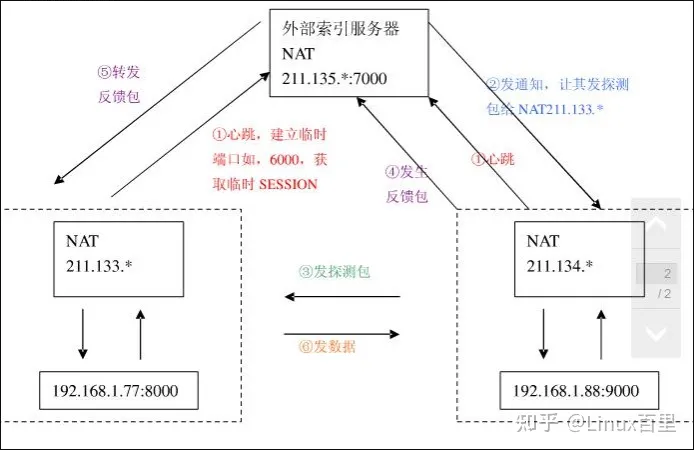 外部索引服务器
NAT
211.135.*:7000
⑤转发
反馈包
②发通知，让其发探测
包给 NAT211.133.*
①心跳，建立临时
端口如，6000，获
取临时 SESSION
④发生
反馈包
①心跳
NAT
211.133.*
NAT
211.134.*
③发探测包
2
/ 2
⑥发数据
192.168.1.77:8000
192.168.1.88:9000
知乎 @Linux百里